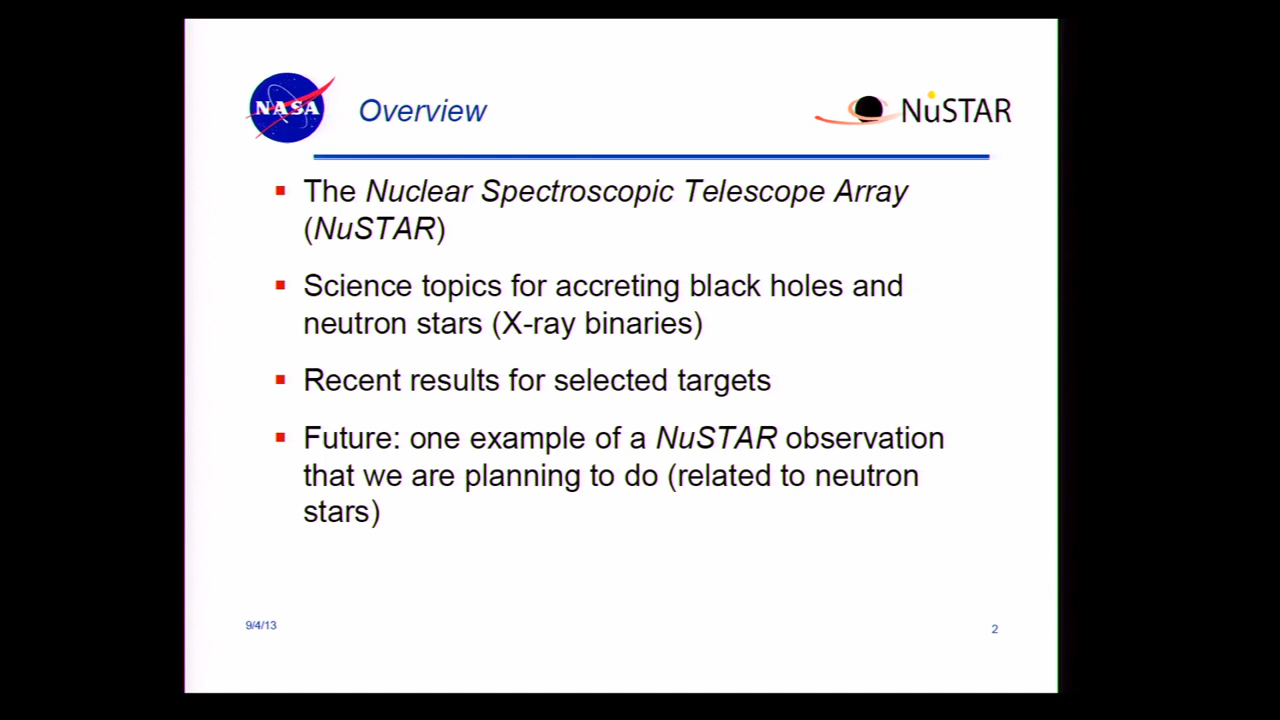 NASA
Overview
NuSTAR
The Nuclear Spectroscopic Telescope Array
(NuSTAR)
Science topics for accreting black holes and
neutron stars (X-ray binaries)
Recent results for selected targets
Future: one example of a NuSTAR observation
that we are planning to do (related to neutron
stars)
9/4/13
2